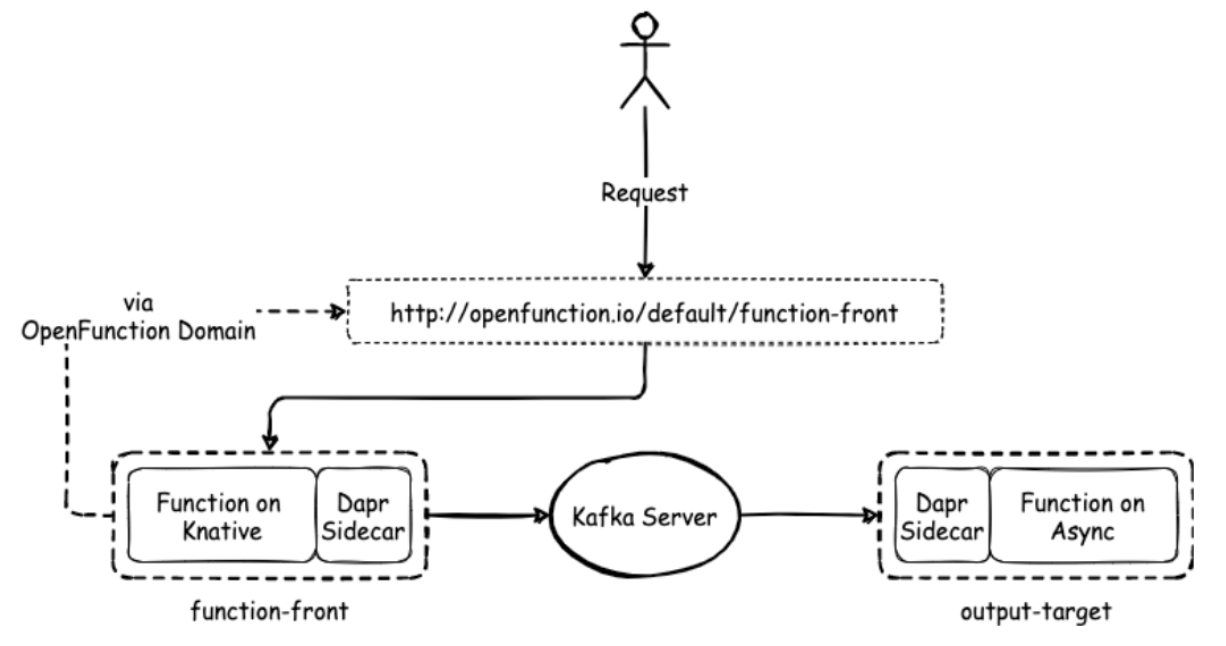 Request
via
OpenFunction Domain
http://openfunction.io/default/function-front
Function on
Knative
Dapr
Sidecar
Kafka Server
Dapr
Sidecar
Function on
Async
function-front
output-target